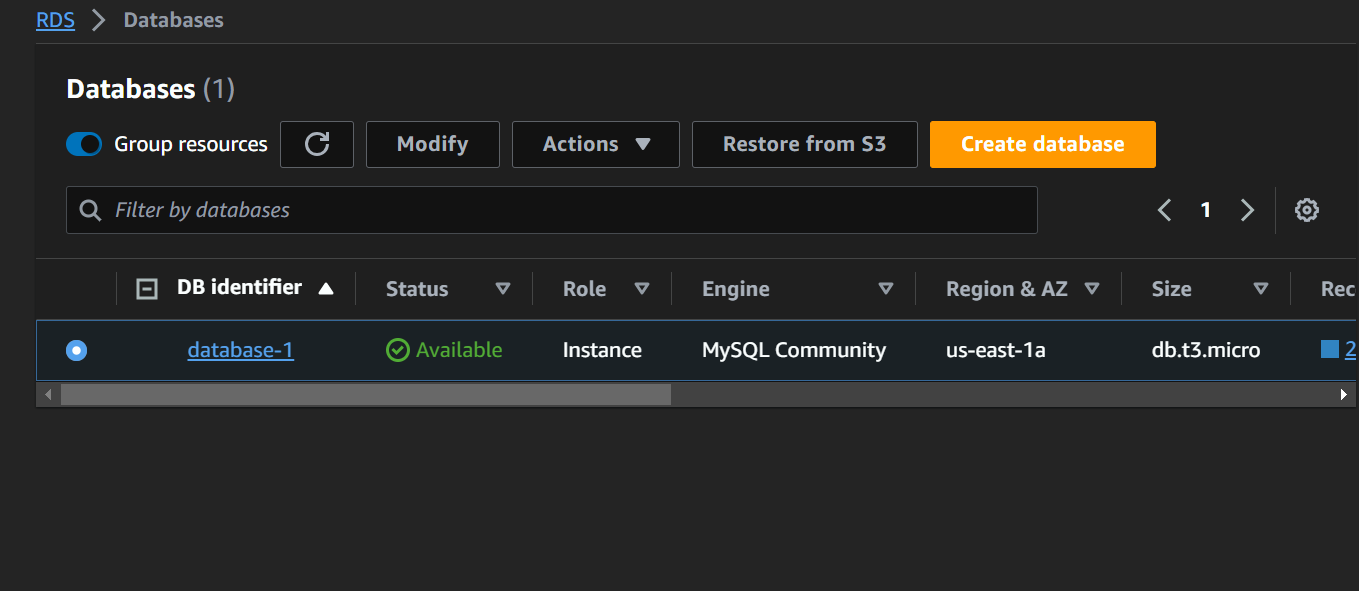 RDS > Databases
Databases (1)
Group resources Modify Actions Restore from S3 Create database
Filter by databases 1
DB identifier Status Role Engine Region & AZ Size Rec
database-1 Available Instance MySQL Community us-east-1a db.t3.micro 2